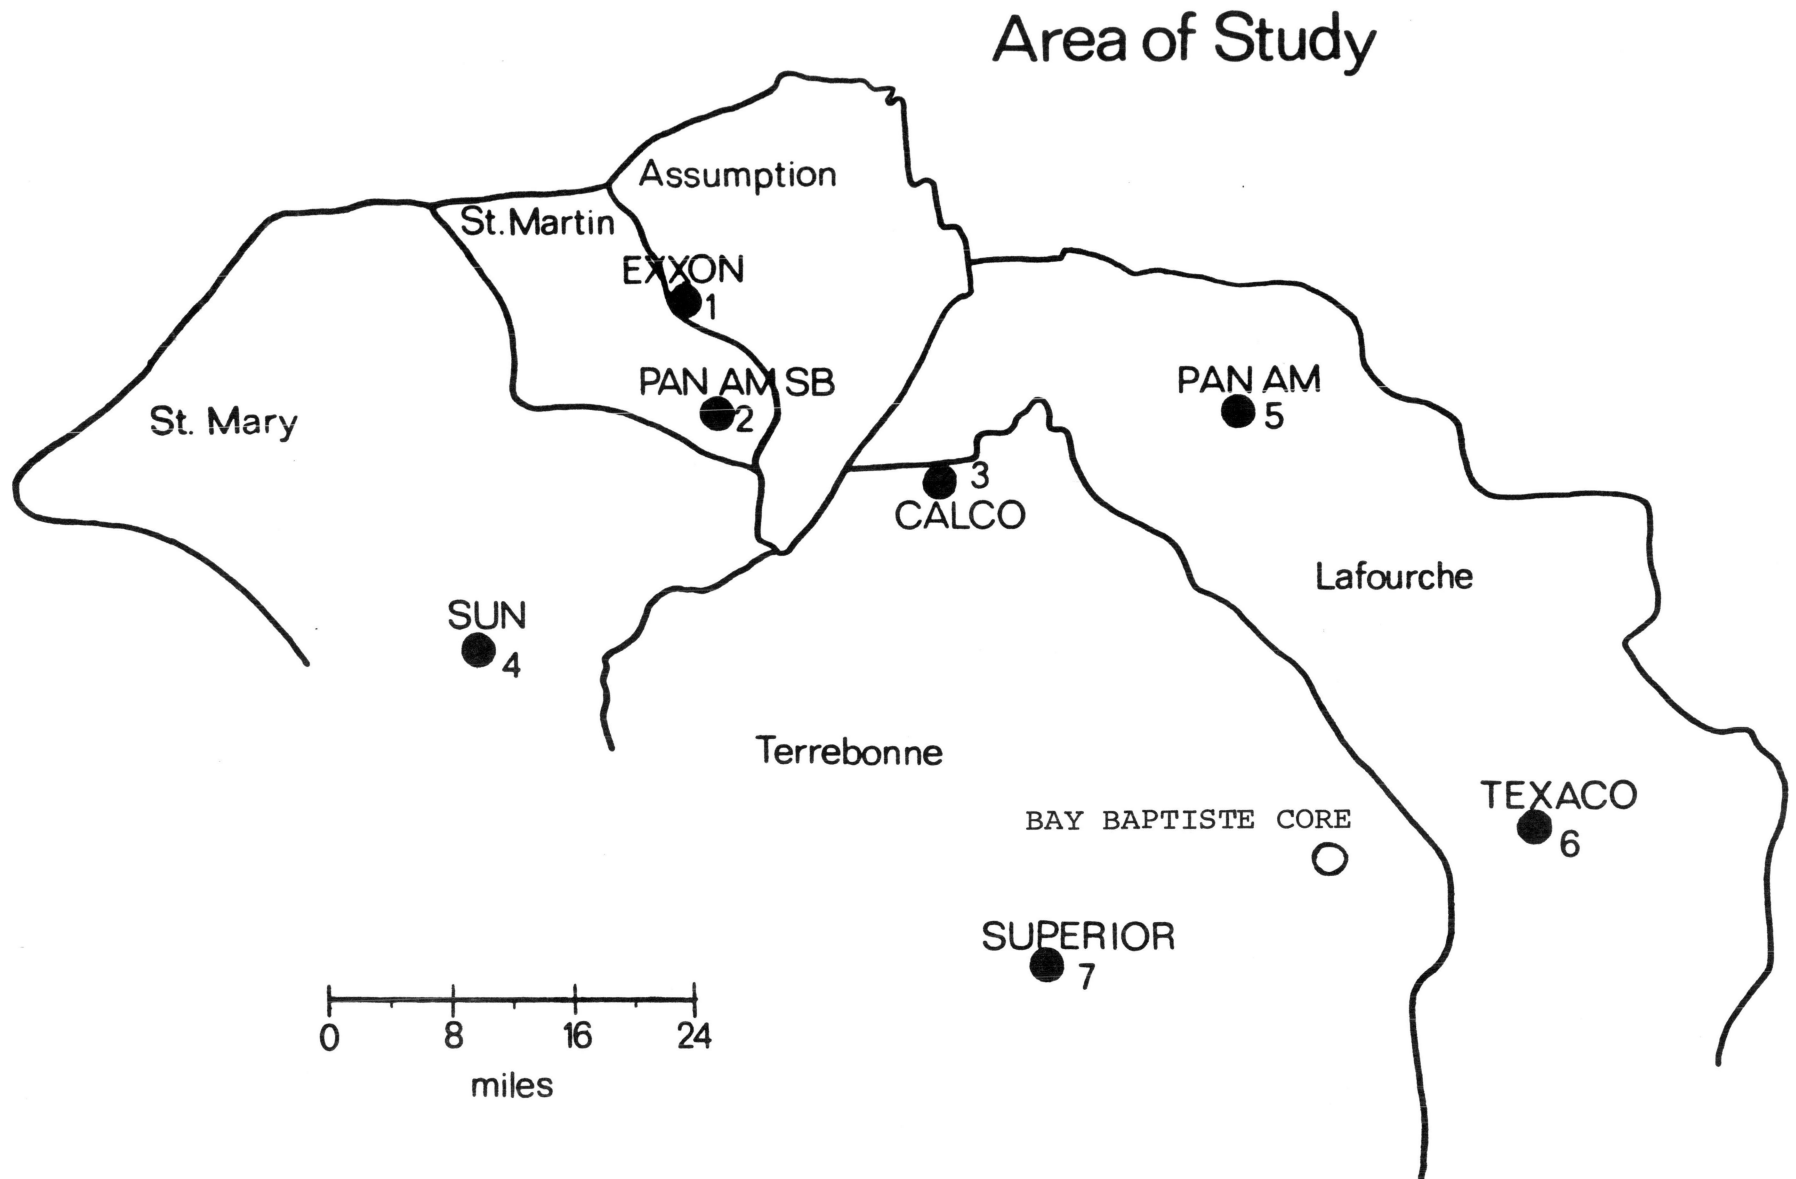 Area of Study
Assumption
St. Martin
EXXON
1
PAN AM SB
2
St. Mary
PAN AM
5
3
CALCO
Lafourche
SUN
4
Terrebonne
TEXACO
6
BAY BAPTISTE CORE
SUPERIOR
7
0 8 16 24
miles